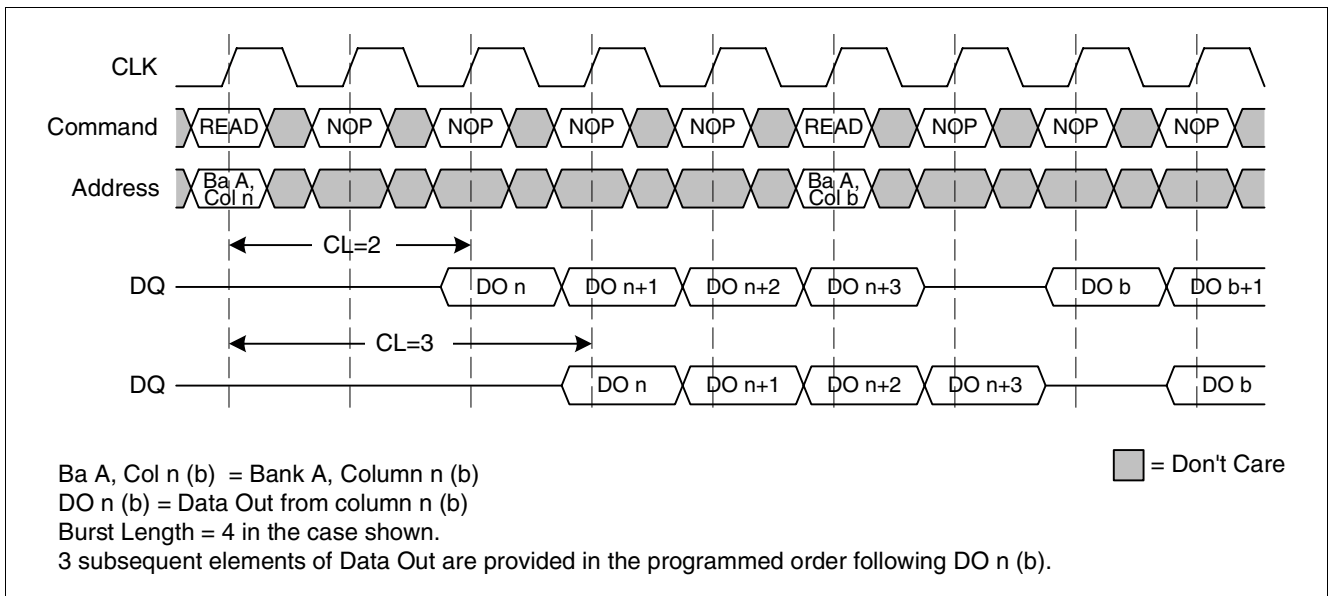 CLK
Command READ NOP NOP NOP NOP READ NOP NOP NOP
Address Ba A, Col n Ba A, Col b
CL=2
DQ DO n DO n+1 DO n+2 DO n+3 DO b DO b+1
CL=3
DQ DO n DO n+1 DO n+2 DO n+3 DO b
Ba A, Col n (b) = Bank A, Column n (b)
= Don't Care
DO n (b) = Data Out from column n (b)
Burst Length = 4 in the case shown.
3 subsequent elements of Data Out are provided in the programmed order following DO n (b).